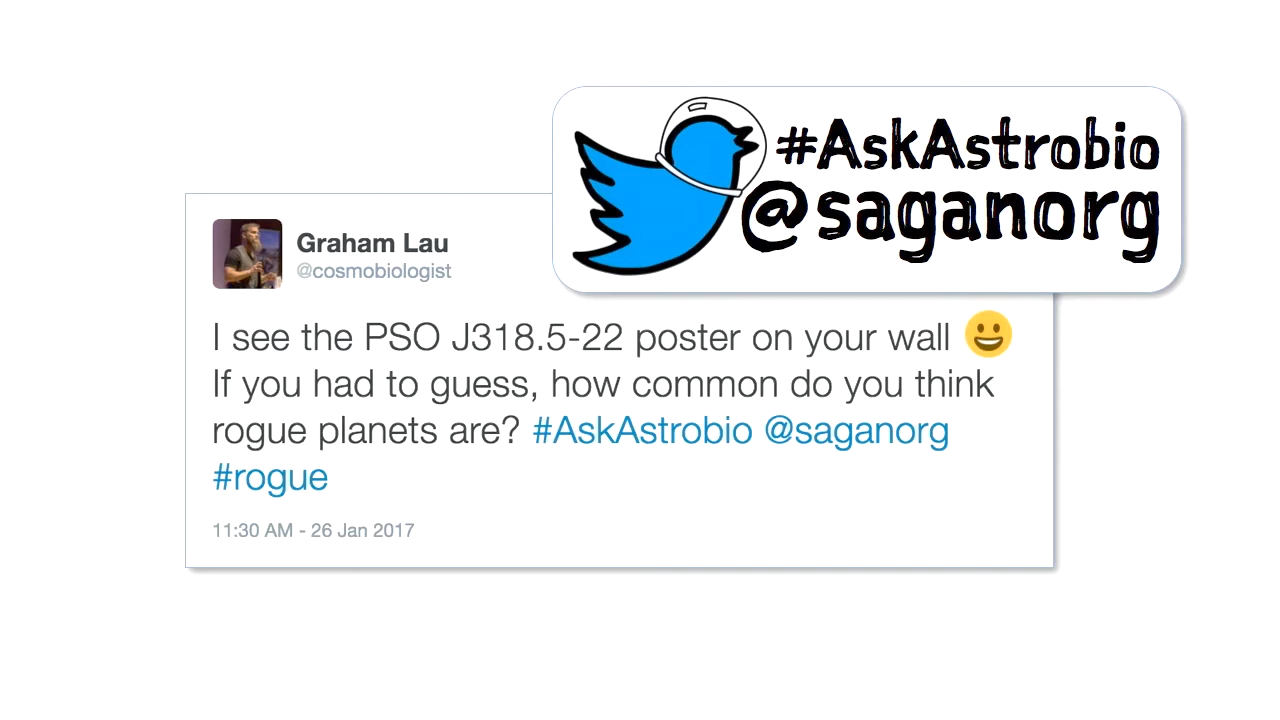 #AskAstrobio
@saganorg
Graham Lau
@cosmobiologist
I see the PSO J318.5-22 poster on your wall 😀
If you had to guess, how common do you think
rogue planets are? #AskAstrobio @saganorg
#rogue
11:30 AM - 26 Jan 2017